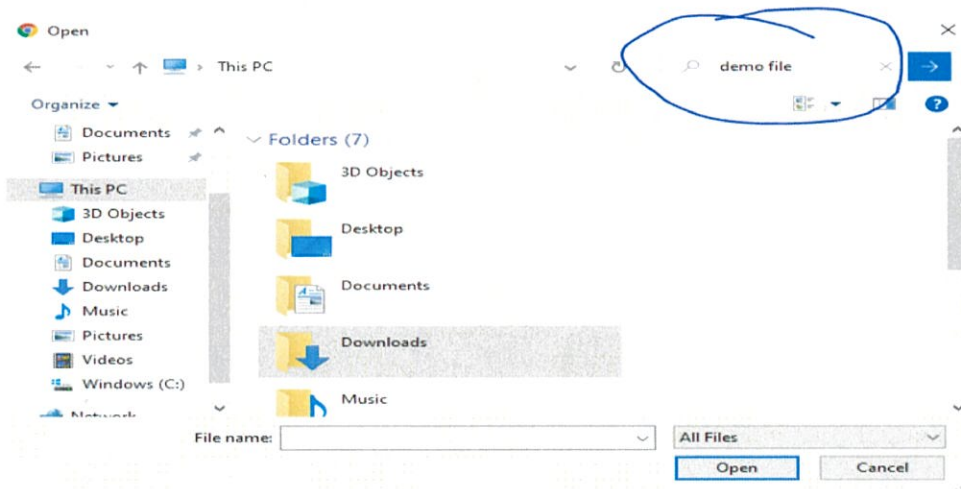 Open
This PC
demo file
Organize
Documents
Pictures
This PC
3D Objects
Desktop
Documents
Downloads
Music
Pictures
Videos
Windows (C:)
Network
Folders (7)
3D Objects
Desktop
Documents
Downloads
Music
File name:
All Files
Open
Cancel